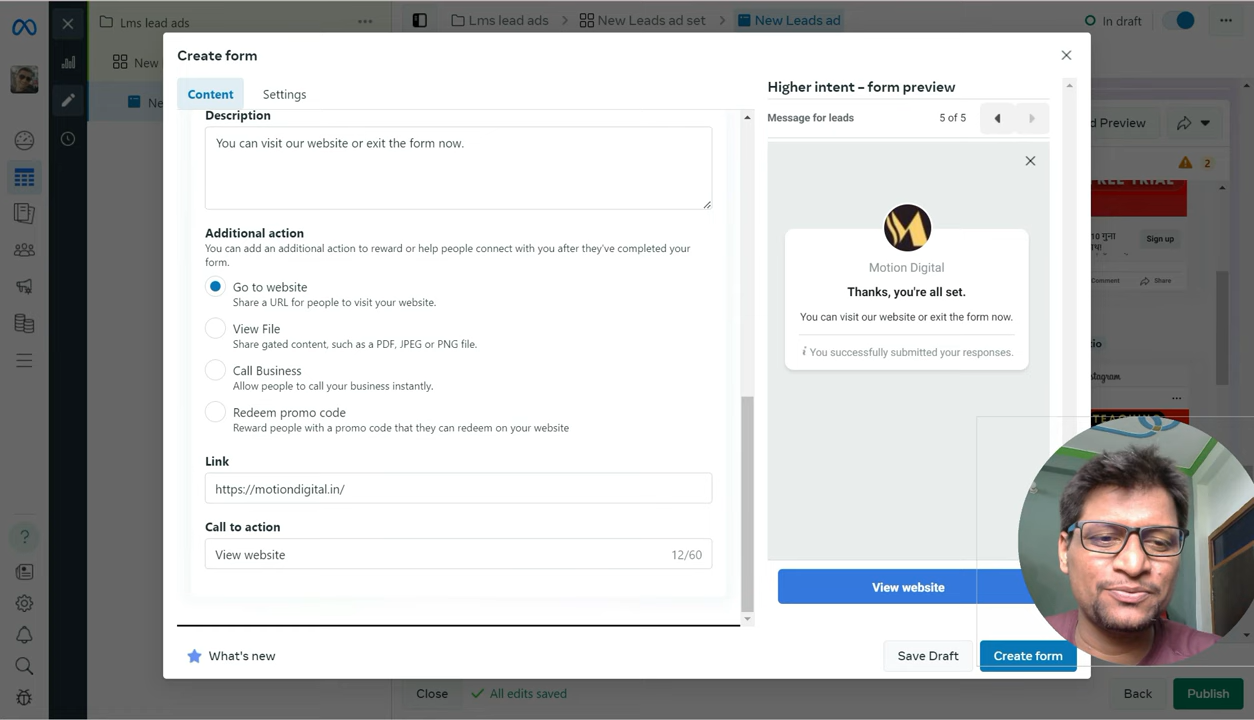 Lms lead ads
Lms lead ads
New Leads ad set
New Leads ad
In draft
New
Ne
Create form
Content
Settings
Description
You can visit our website or exit the form now.
Additional action
You can add an additional action to reward or help people connect with you after they've completed your
form.
Go to website
Share a URL for people to visit your website.
View File
Share gated content, such as a PDF, JPEG or PNG file.
Call Business
Allow people to call your business instantly.
Redeem promo code
Reward people with a promo code that they can redeem on your website
Link
https://motiondigital.in/
Call to action
View website
12/60
What's new
Save Draft
Create form
Higher intent – form preview
Message for leads
5 of 5
Motion Digital
Thanks, you're all set.
You can visit our website or exit the form now.
You successfully submitted your responses.
View website
d Preview
2
FREE TRIAL
10 गुना
Sign up
Comment
Share
io
stagram
Close
All edits saved
Back
Publish